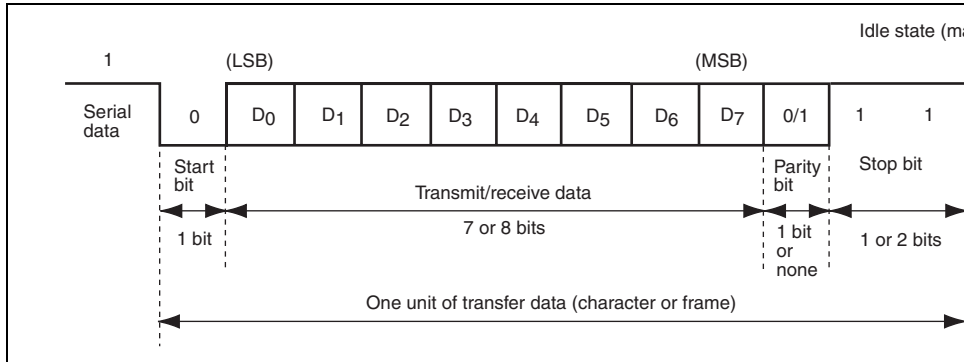 Idle state (ma
1 (LSB) (MSB)
Serial data 0 D0 D1 D2 D3 D4 D5 D6 D7 0/1 1 1
Start bit
Parity bit
Stop bit
Transmit/receive data
1 bit
7 or 8 bits
1 bit or none
1 or 2 bits
One unit of transfer data (character or frame)